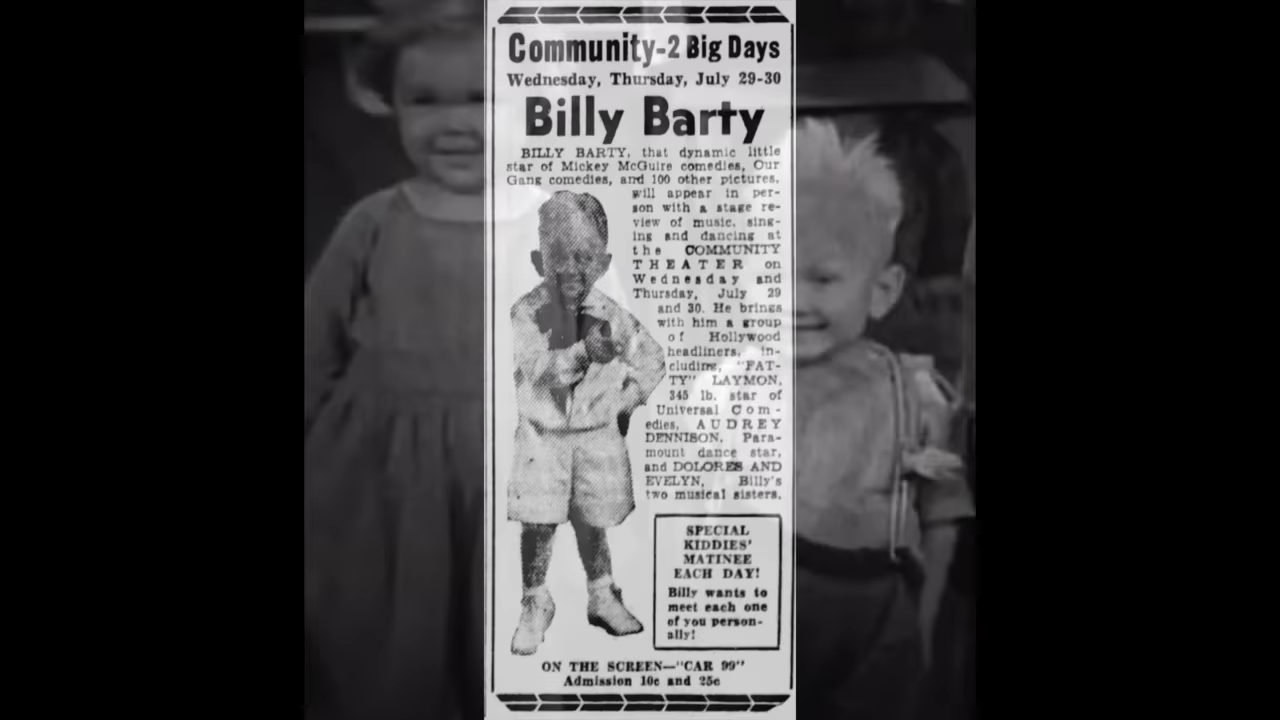 Community-2 Big Days
Wednesday, Thursday, July 29-30
Billy Barty
BILLY BARTY, that dynamic little
star of Mickey McGuire comedies, Our
Gang comedies, and 100 other pictures,
will appear in per-
son with a stage re-
view of music, sing-
ing and dancing at
the COMMUNITY
THEATER on
Wednesday and
Thursday, July 29
and 30. He brings
with him a group
of Hollywood
headliners, in-
cluding, "FAT-
TY" LAYMON,
345 lb. star of
Universal Com-
edies, AUDREY
DENNISON, Para-
mount dance star,
and DOLORES AND
EVELYN, Billy's
two musical sisters.
SPECIAL
KIDDIES'
MATINEE
EACH DAY!
Billy wants to
meet each one
of you person-
ally!
ON THE SCREEN—"CAR 99"
Admission 10c and 25c